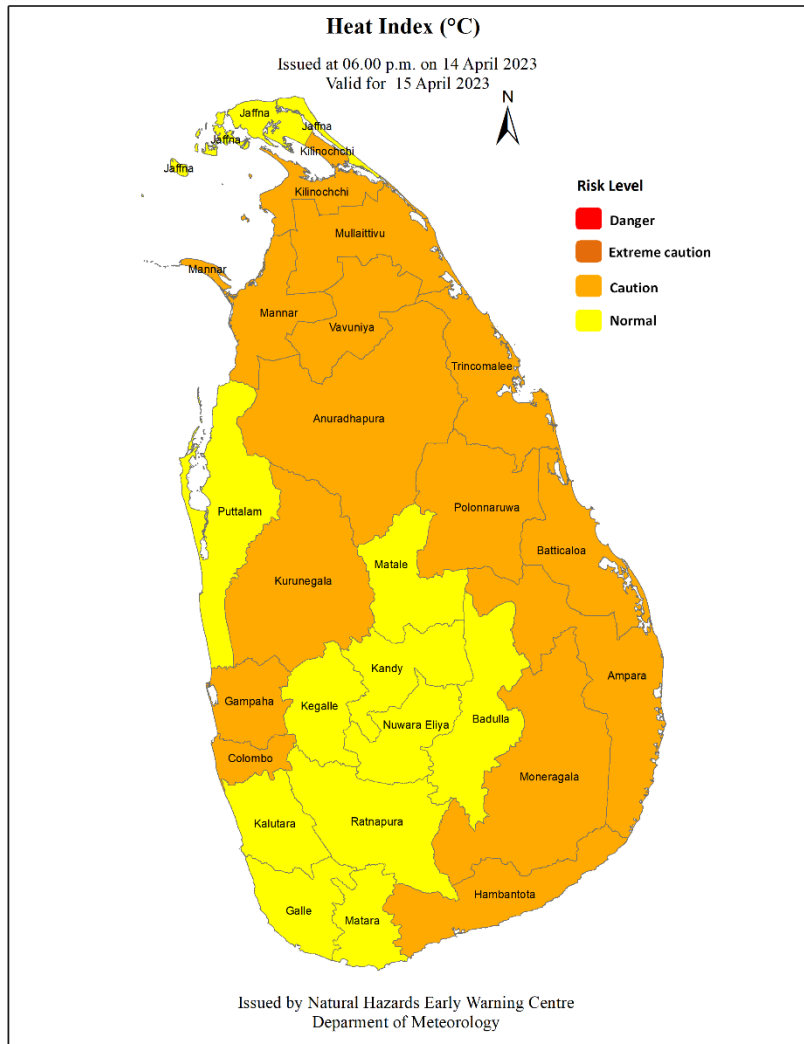 Heat Index (°C)
Issued at 06.00 p.m. on 14 April 2023
Valid for 15 April 2023
N
Jaffna
Jaffna
Jaffna
Jaffna
Kilinochchi
Kilinochchi
Mullaittivu
Mannar
Mannar
Vavuniya
Trincomalee
Anuradhapura
Puttalam
Polonnaruwa
Batticaloa
Matale
Kurunegala
Kandy
Ampara
Gampaha
Kegalle
Nuwara Eliya
Badulla
Colombo
Moneragala
Kalutara
Ratnapura
Hambantota
Galle
Matara
Risk Level
Danger
Extreme caution
Caution
Normal
Issued by Natural Hazards Early Warning Centre
Deparment of Meteorology